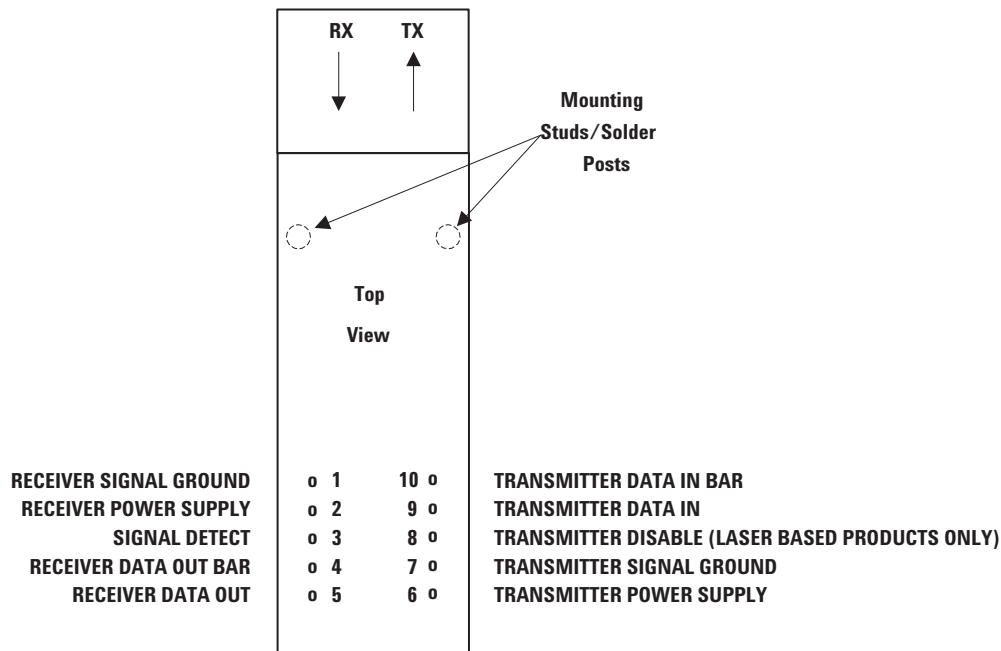 RX TX
Mounting
Studs/Solder
Posts
Top
View
RECEIVER SIGNAL GROUND o 1 10 o TRANSMITTER DATA IN BAR
RECEIVER POWER SUPPLY o 2 9 o TRANSMITTER DATA IN
SIGNAL DETECT o 3 8 o TRANSMITTER DISABLE (LASER BASED PRODUCTS ONLY)
RECEIVER DATA OUT BAR o 4 7 o TRANSMITTER SIGNAL GROUND
RECEIVER DATA OUT o 5 6 o TRANSMITTER POWER SUPPLY